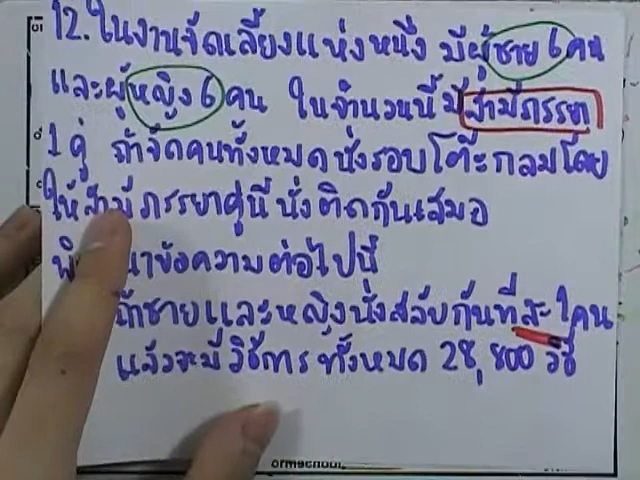 12. ในงานจัดเลี้ยงแห่งหนึ่ง มีผู้ชาย 6 คน
และผู้หญิง 6 คน ในจำนวนนี้มีสามีภรรยา
1 คู่ ถ้าจัดคนทั้งหมดนั่งรอบโต๊ะกลมโดย
ให้สามีภรรยาคู่นี้นั่งติดกันเสมอ
ข้อความต่อไปนี้
ถ้าชายและหญิงนั่งสลับกันที่ละ 1 คน
แล้วจะมีวิธีการทั้งหมด 28,800 วิธี
ormschool.